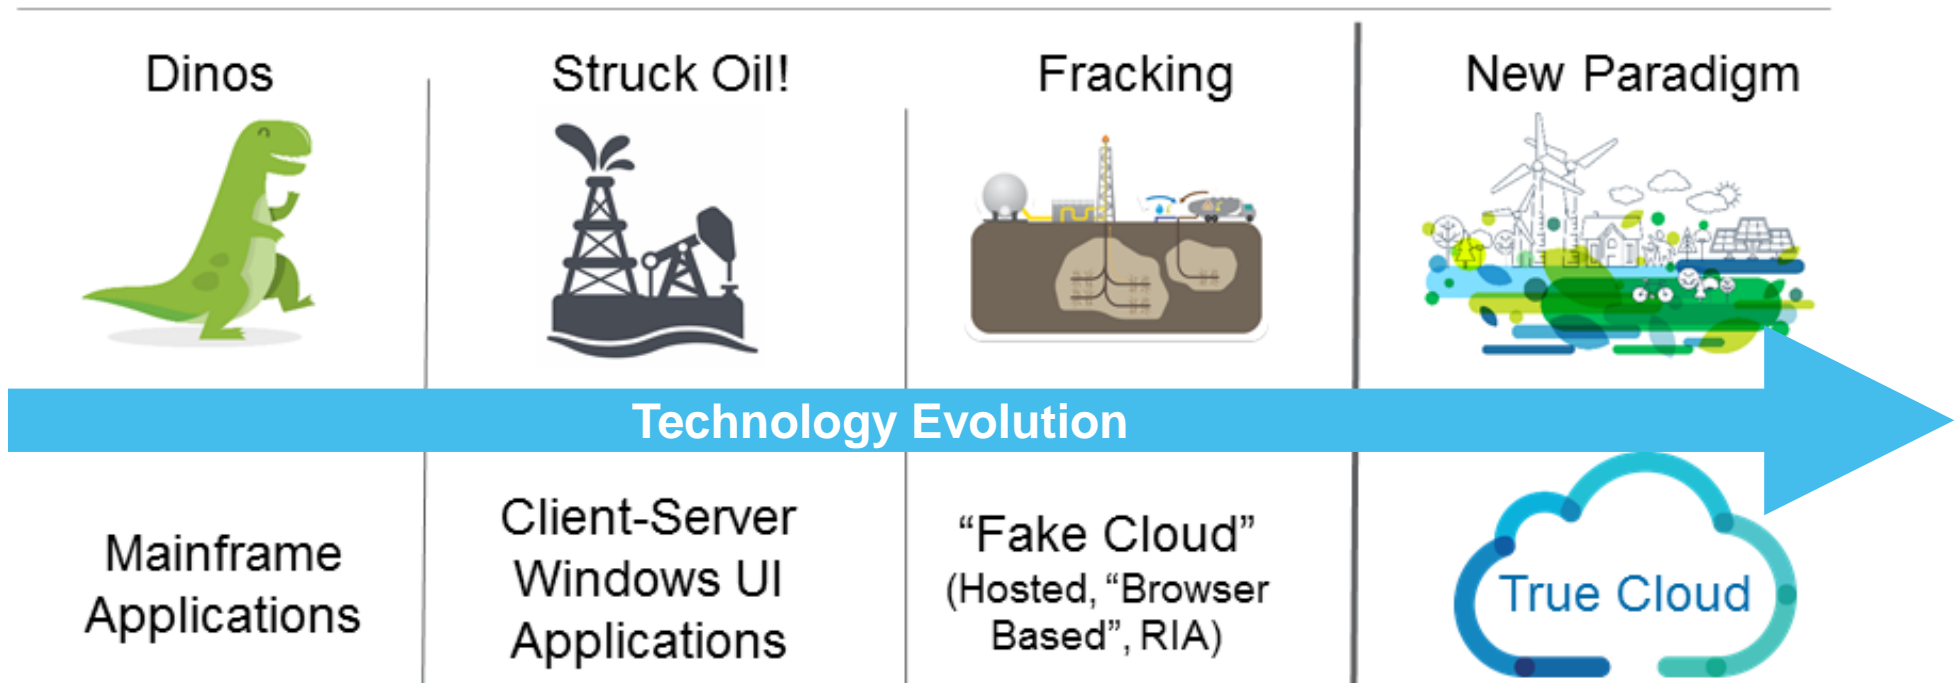 Dinos
Struck Oil!
Fracking
New Paradigm
Technology Evolution
Mainframe
Applications
Client-Server
Windows UI
Applications
“Fake Cloud”
(Hosted, “Browser
Based”, RIA)
True Cloud